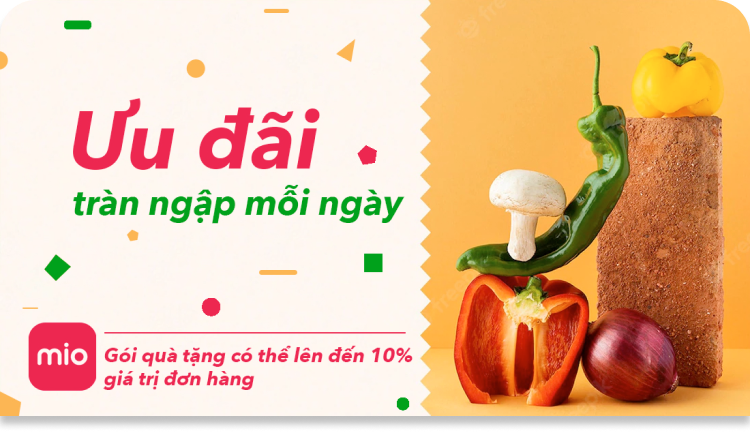 Ưu đãi
tràn ngập mỗi ngày
mio
Gói quà tặng có thể lên đến 10%
giá trị đơn hàng